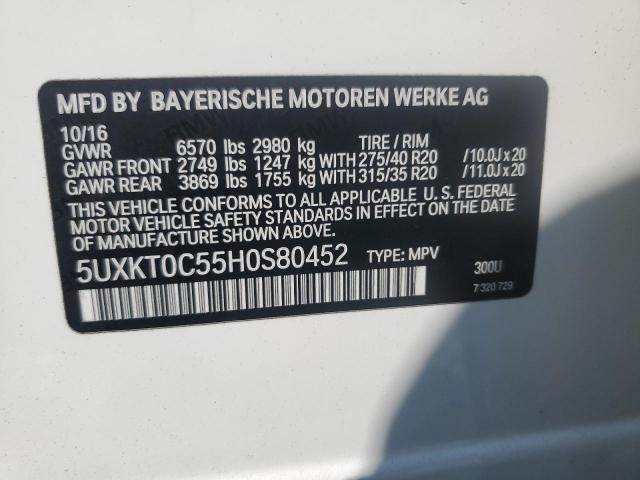 MFD BY BAYERISCHE MOTOREN WERKE AG
10/16
GVWR 6570 lbs 2980 kg TIRE / RIM
GAWR FRONT 2749 lbs 1247 kg WITH 275/40 R20 /10.0J x 20
GAWR REAR 3869 lbs 1755 kg WITH 315/35 R20 /11.0J x 20
THIS VEHICLE CONFORMS TO ALL APPLICABLE U. S. FEDERAL
MOTOR VEHICLE SAFETY STANDARDS IN EFFECT ON THE DATE
OF MANUFACTURE SHOWN ABOVE.
5UXKT0C55H0S80452 TYPE: MPV 300U
7 320 729